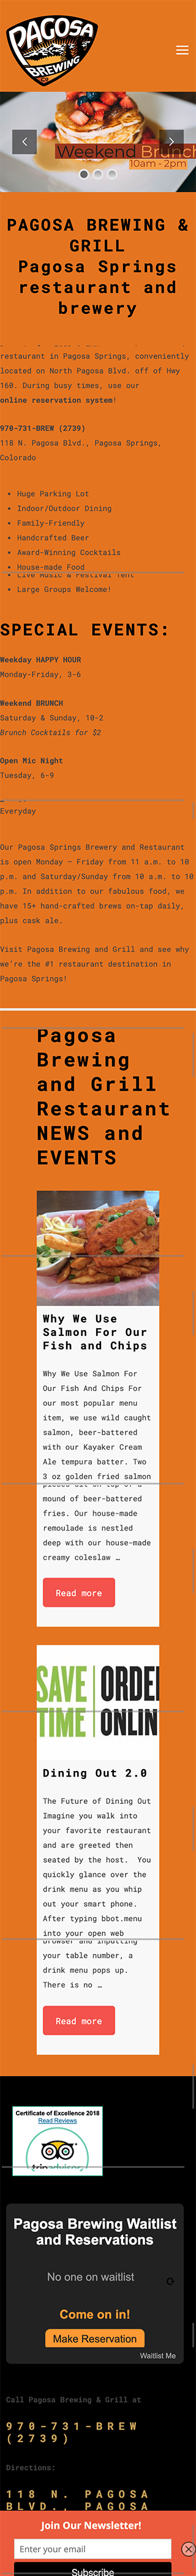 PAGOSA
BREWING
CO
Weekend Brunch
10am - 2pm
PAGOSA BREWING &
GRILL
Pagosa Springs
restaurant and
brewery
restaurant in Pagosa Springs, conveniently
located on North Pagosa Blvd. off of Hwy
160. During busy times, use our
online reservation system!
970-731-BREW (2739)
118 N. Pagosa Blvd., Pagosa Springs,
Colorado
• Huge Parking Lot
• Indoor/Outdoor Dining
• Family-Friendly
• Handcrafted Beer
• Award-Winning Cocktails
• House-made Food
• Live Music & Festival Tent
• Large Groups Welcome!
SPECIAL EVENTS:
Weekday HAPPY HOUR
Monday-Friday, 3-6
Weekend BRUNCH
Saturday & Sunday, 10-2
Brunch Cocktails for $2
Open Mic Night
Tuesday, 6-9
Everyday
Our Pagosa Springs Brewery and Restaurant
is open Monday – Friday from 11 a.m. to 10
p.m. and Saturday/Sunday from 10 a.m. to 10
p.m. In addition to our fabulous food, we
have 15+ hand-crafted brews on-tap daily,
plus cask ale.
Visit Pagosa Brewing and Grill and see why
we're the #1 restaurant destination in
Pagosa Springs!
Pagosa
Brewing
and Grill
Restaurant
NEWS and
EVENTS
Why We Use
Salmon For Our
Fish and Chips
Why We Use Salmon For
Our Fish And Chips For
our most popular menu
item, we use wild caught
salmon, beer-battered
with our Kayaker Cream
Ale tempura batter. Two
3 oz golden fried salmon
pieces sit on top of a
mound of beer-battered
fries. Our house-made
remoulade is nestled
deep with our house-made
creamy coleslaw …
Read more
SAVE ORDER
TIME ONLIN
Dining Out 2.0
The Future of Dining Out
Imagine you walk into
your favorite restaurant
and are greeted then
seated by the host. You
quickly glance over the
drink menu as you whip
out your smart phone.
After typing bbot.menu
into your open web
browser and inputting
your table number, a
drink menu pops up.
There is no …
Read more
Certificate of Excellence 2018
Read Reviews
tripadvisor
Pagosa Brewing Waitlist
and Reservations
No one on waitlist
Come on in!
Make Reservation
Waitlist Me
Call Pagosa Brewing & Grill at
970-731-BREW
(2739)
Directions:
118 N. PAGOSA
BLVD., PAGOSA
Join Our Newsletter!
Enter your email
Subscribe